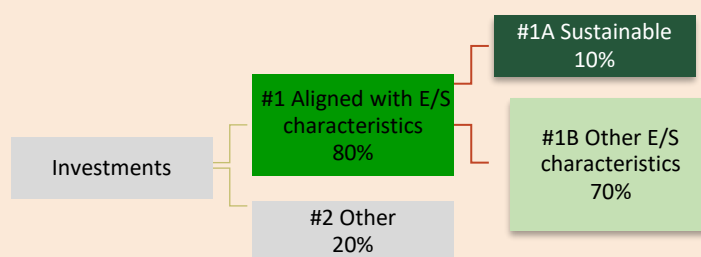 Investments
#1 Aligned with E/S
characteristics
80%
#2 Other
20%
#1A Sustainable
10%
#1B Other E/S
characteristics
70%